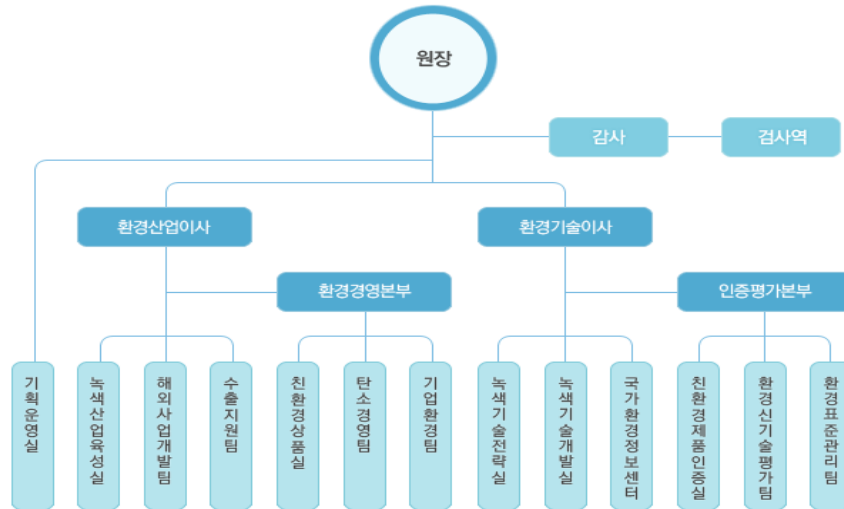 원장
감사
검사역
환경산업이사
환경기술이사
환경경영본부
인증평가본부
기획운영실
녹색산업육성실
해외사업개발팀
수출지원팀
친환경상품실
탄소경영팀
기업환경팀
녹색기술전략실
녹색기술개발실
국가환경정보센터
친환경제품인증실
환경신기술평가팀
환경표준관리팀